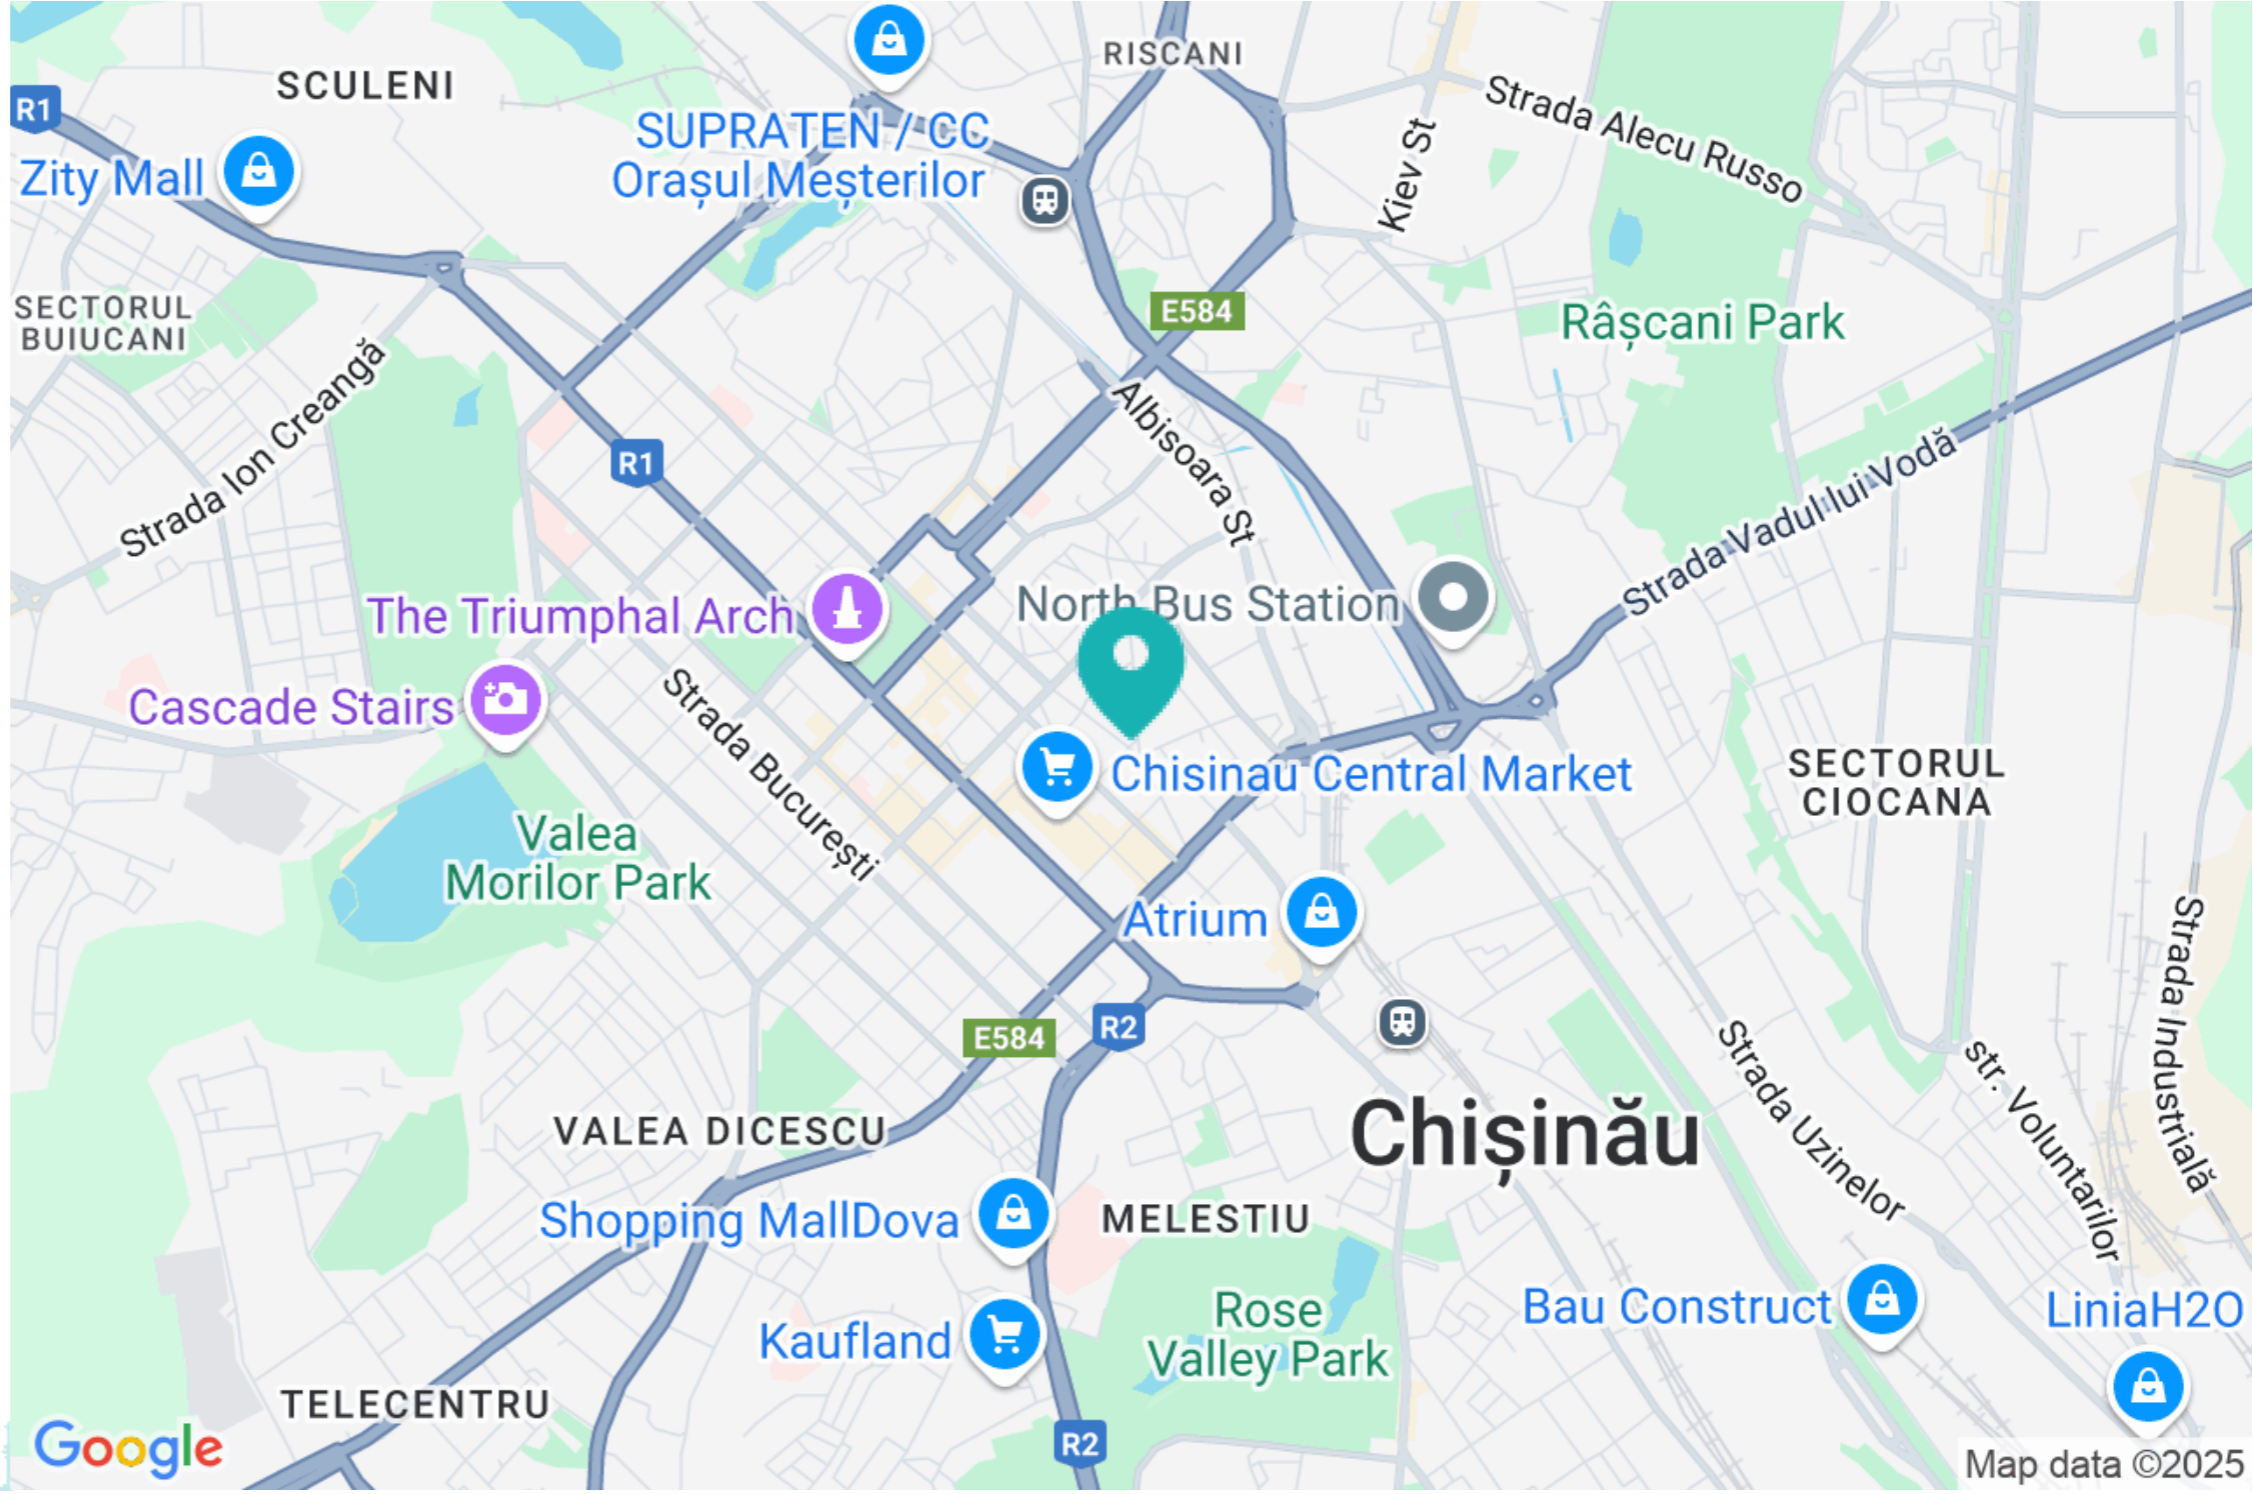 RISCANI
SCULENI
R1
Strada Alecu Russo
SUPRATEN / CC
Orașul Meșterilor
Kiev St
Zity Mall
SECTORUL
BUIUCANI
E584
Râșcani Park
Strada Ion Creangă
R1
Albisoara St
Strada Vadul lui Vodă
The Triumphal Arch
North Bus Station
Cascade Stairs
Strada București
Chisinau Central Market
SECTORUL
CIOCANA
Valea
Morilor Park
Atrium
Strada Industrială
E584
R2
Strada Uzinelor
str. Voluntarilor
VALEA DICESCU
Chișinău
Shopping MallDova
MELESTIU
Rose
Valley Park
Bau Construct
LiniaH2O
Kaufland
TELECENTRU
R2
Google
Map data ©2025